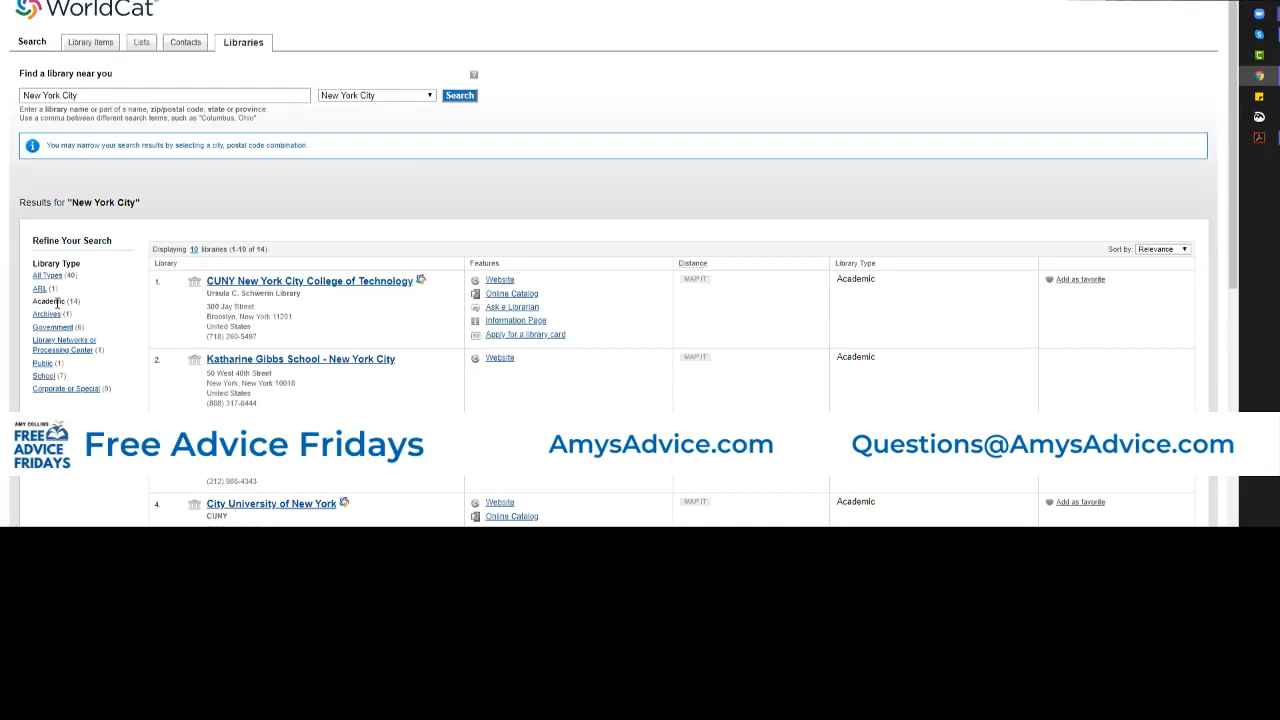 WorldCat
Search Library Items Lists Contacts Libraries
Find a library near you ?
New York City New York City Search
Enter a library name or part of a name, zip/postal code, state or province.
Use a comma between different search terms, such as "Columbus, Ohio".
You may narrow your search results by selecting a city, postal code combination.
Results for "New York City"
Refine Your Search
Library Type
All Types (40)
ARL (1)
Academic (14)
Archives (1)
Government (6)
Library Networks or
Processing Center (1)
Public (1)
School (7)
Corporate or Special (9)
Displaying 10 libraries (1-10 of 14) Sort by: Relevance
Library Features Distance Library Type
1. CUNY New York City College of Technology
Ursula C. Schwerin Library
300 Jay Street
Brooklyn, New York 11201
United States
(718) 260-5497
Website
Online Catalog
Ask a Librarian
Information Page
Apply for a library card
MAP IT
Academic
Add as favorite
2. Katharine Gibbs School - New York City
50 West 40th Street
New York, New York 10018
United States
(888) 317-6444
Website
MAP IT
Academic
AMY COLLINS
FREE
ADVICE
FRIDAYS
Free Advice Fridays AmysAdvice.com Questions@AmysAdvice.com
(212) 986-4343
4. City University of New York
CUNY
Website
Online Catalog
MAP IT
Academic
Add as favorite